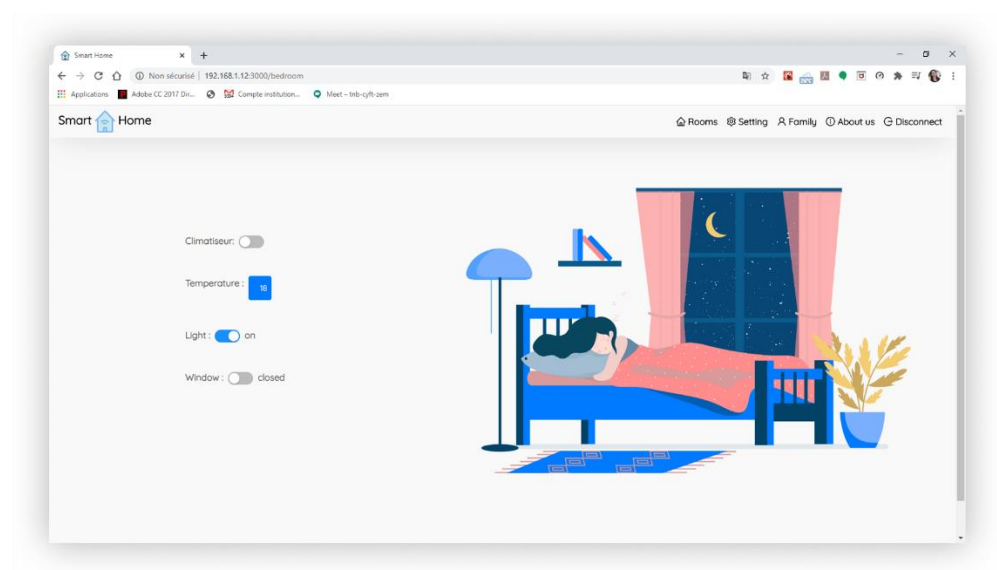 Smart Home
Non sécurisé | 192.168.1.12:3000/bedroom
Applications Adobe CC 2017 Dir... Compte institution... Meet – tnb-cyft-zem
Smart Home Rooms Setting Family About us Disconnect
Climatiseur:
Temperature : 18
Light : on
Window : closed